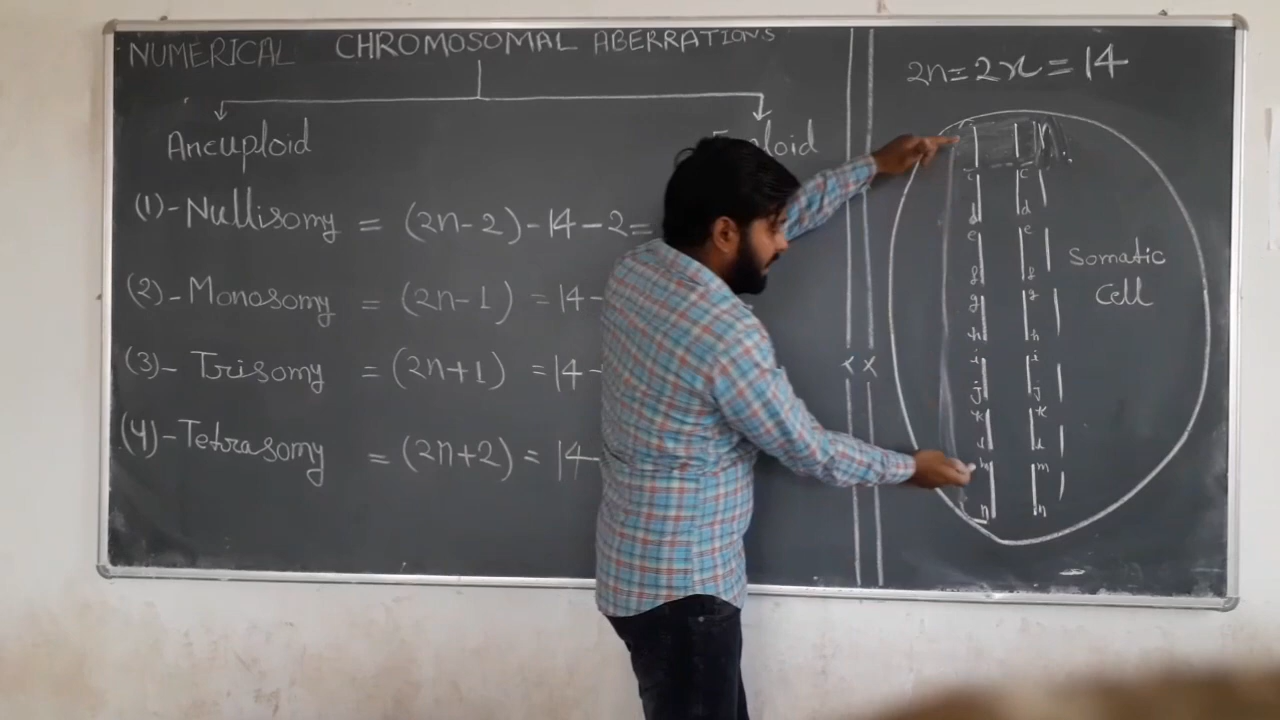 NUMERICAL CHROMOSOMAL ABERRATIONS
Aneuploid
ploid
(1)-Nullisomy = (2n-2)-14-2=
(2)-Monosomy = (2n-1) =14-
(3)-Trisomy =(2n+1) =14-
(4)-Tetrasomy =(2n+2)=14-
x x
2n=2x=14
c c
d d
e e
f f
g g
h h
i i
j j
k k
l l
m m
n n
Somatic
Cell